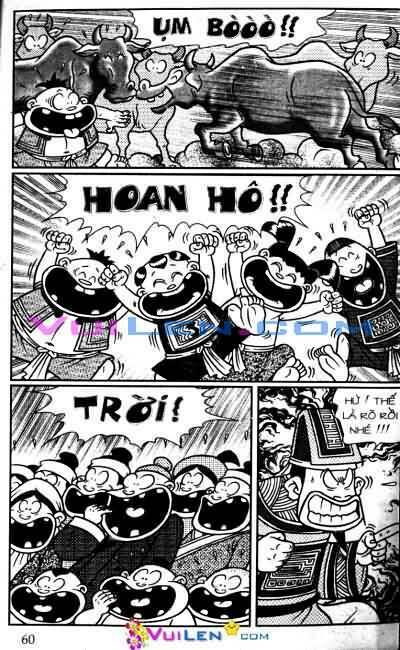 ỤM BÒÒÒ!!
HOAN HÔ!!
VUILEN.COM
TRỜI!
HỪ! THẾ
LÀ RÕ RỒI
NHÉ !!!
60
VUILEN.COM